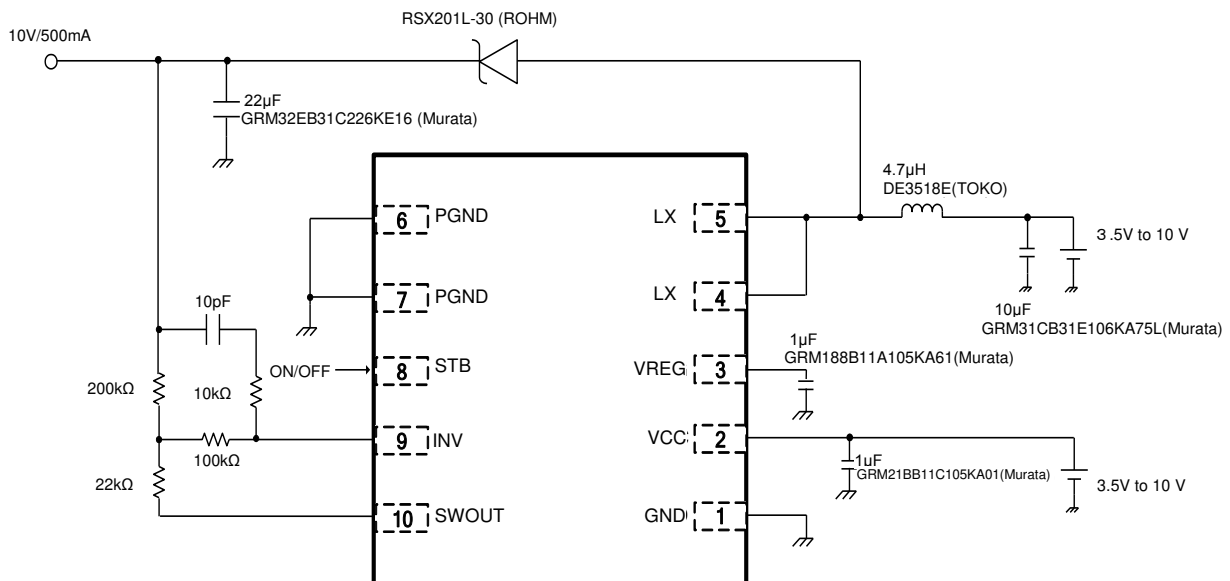 RSX201L-30 (ROHM)
10V/500mA
22µF
GRM32EB31C226KE16 (Murata)
4.7µH
DE3518E(TOKO)
6 PGND
LX 5
3.5V to 10 V
7 PGND
LX 4
10pF
10µF
GRM31CB31E106KA75L(Murata)
1µF
GRM188B11A105KA61(Murata)
ON/OFF
8 STB
VREG 3
200kΩ
10kΩ
9 INV
VCC 2
100kΩ
1uF
GRM21BB11C105KA01(Murata)
22kΩ
3.5V to 10 V
10 SWOUT
GND 1